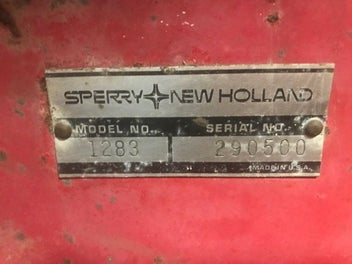 SPERRY NEW HOLLAND
MODEL NO. SERIAL NO.
1283 290500
MADE IN U.S.A.